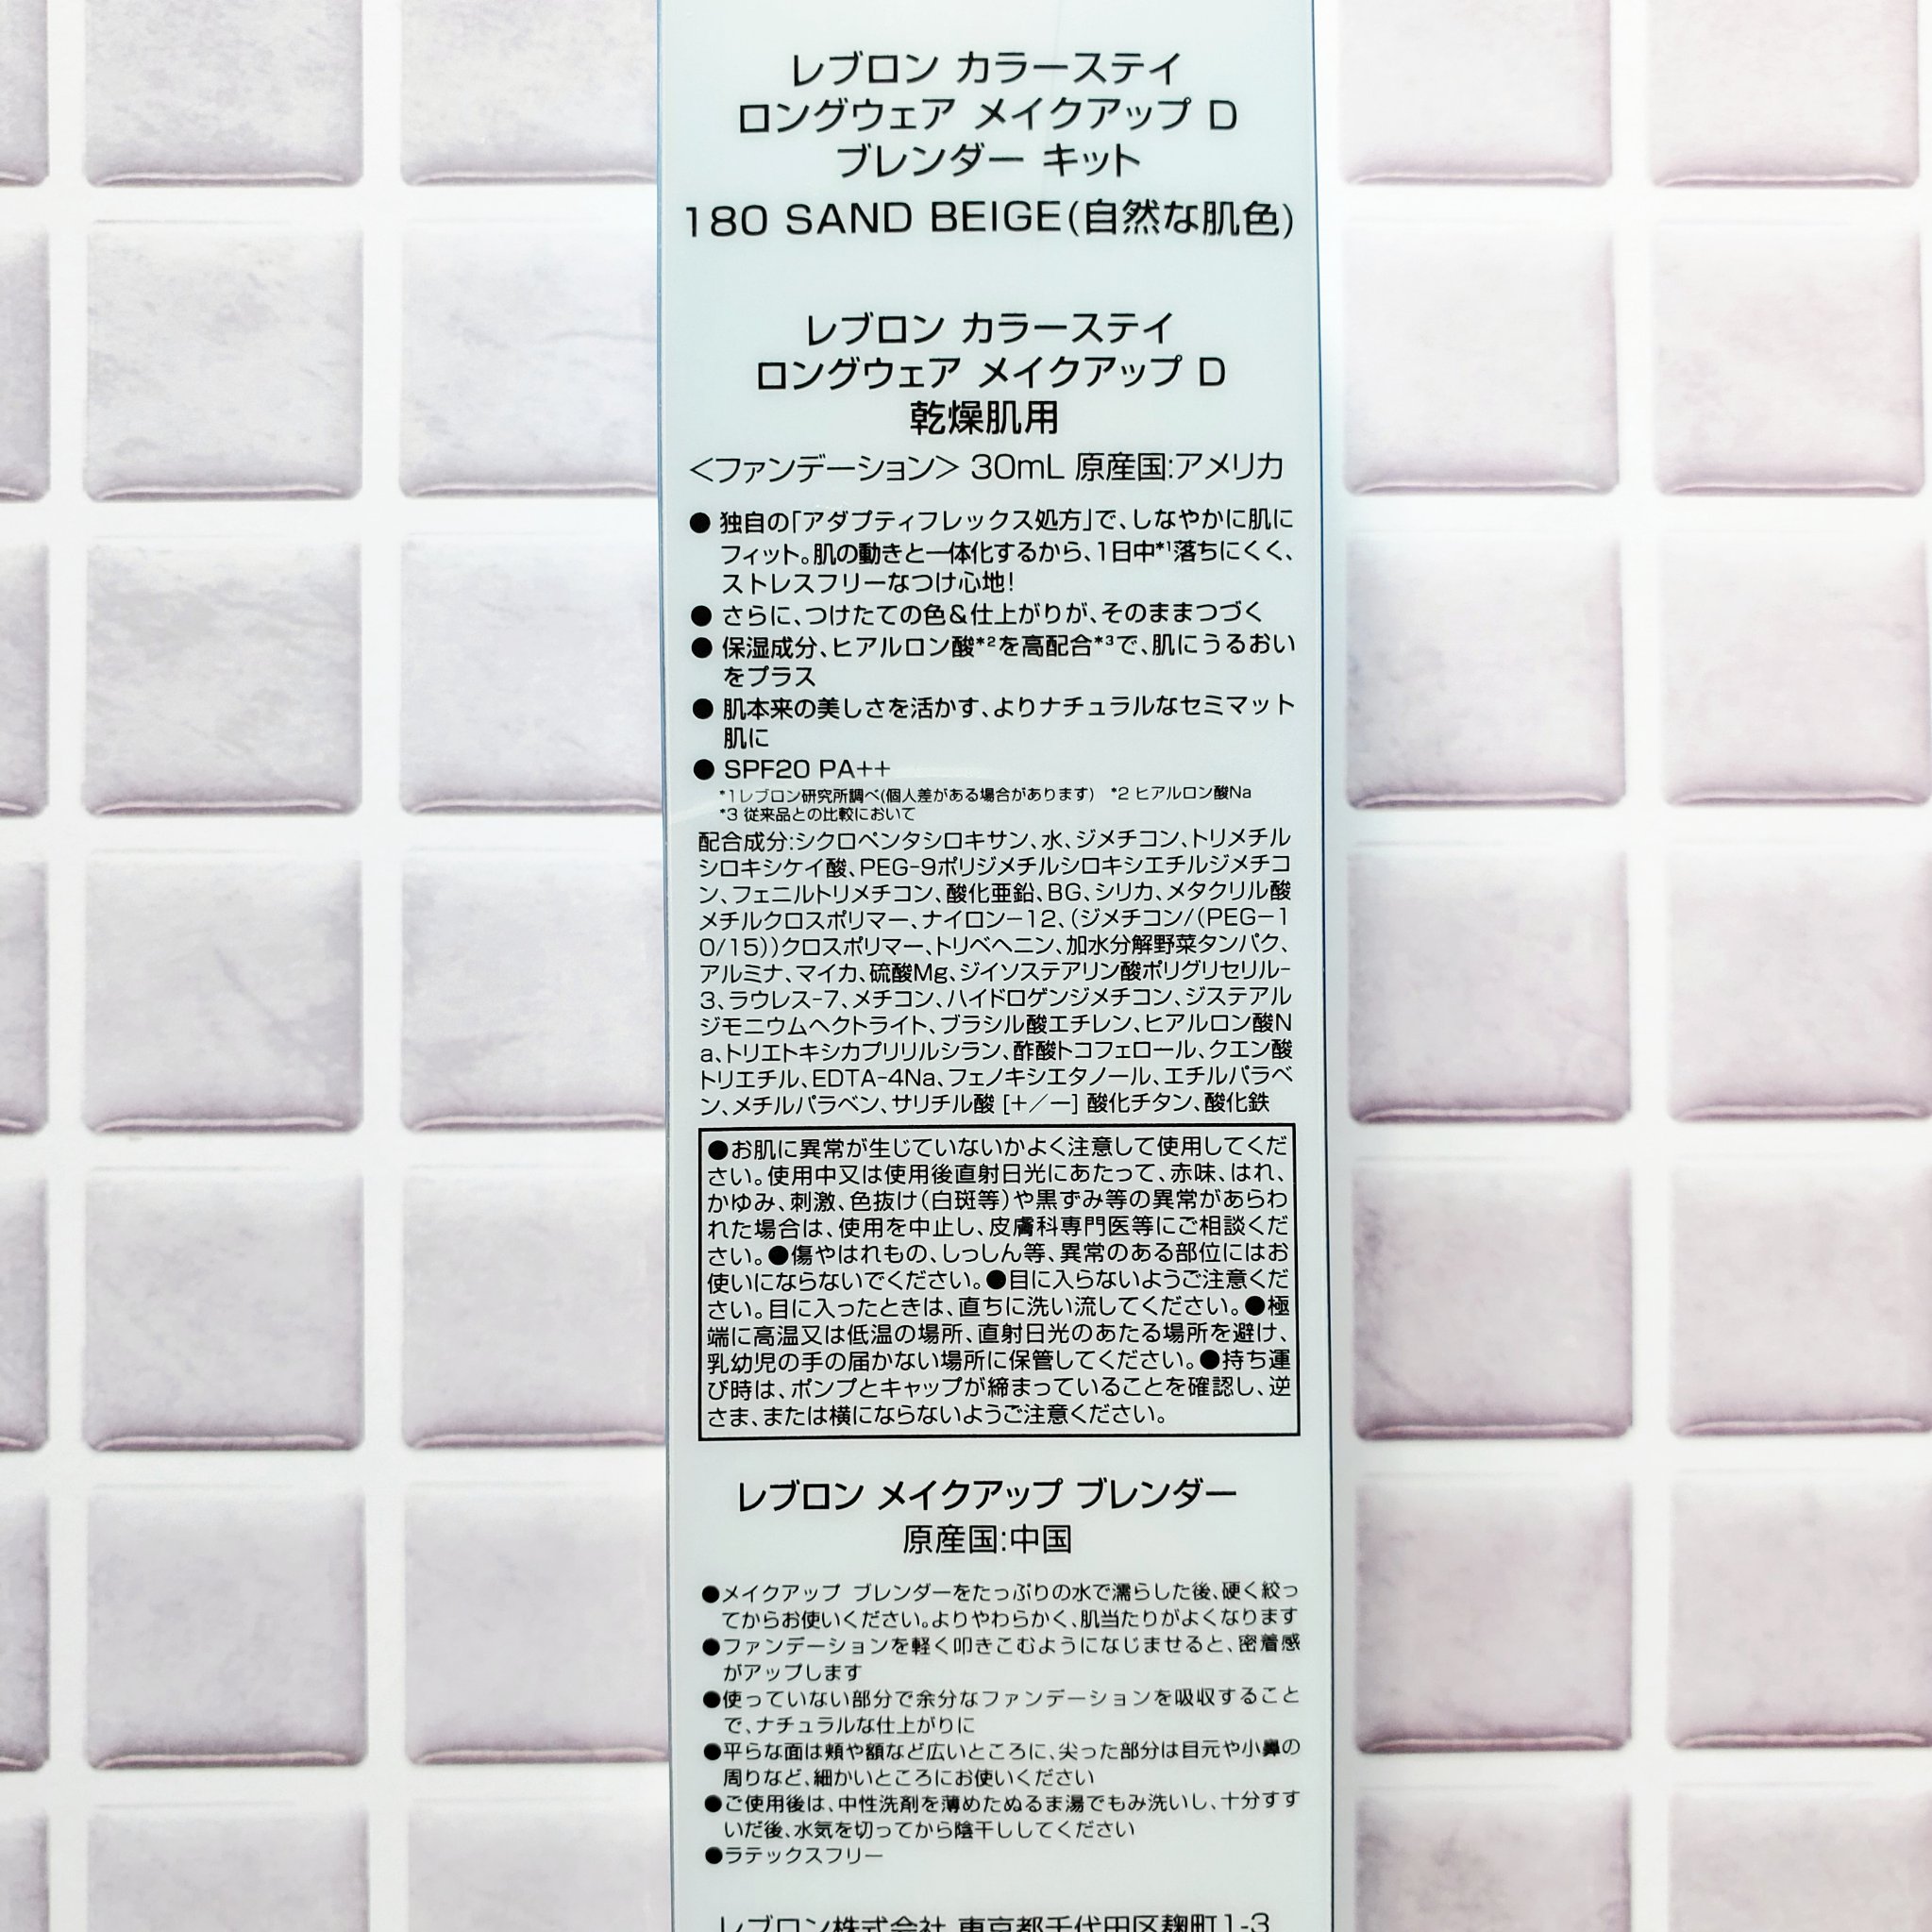 レブロン カラーステイ
ロングウェア メイクアップ D
ブレンダー キット
180 SAND BEIGE(自然な肌色)
レブロン カラーステイ
ロングウェア メイクアップ D
乾燥肌用
＜ファンデーション＞ 30mL 原産国:アメリカ
● 独自の「アダプティフレックス処方」で、しなやかに肌に
フィット。肌の動きと一体化するから、1日中*1落ちにくく、
ストレスフリーなつけ心地!
● さらに、つけたての色&仕上がりが、そのままつづく
● 保湿成分、ヒアルロン酸*2を高配合*3で、肌にうるおい
をプラス
● 肌本来の美しさを活かす、よりナチュラルなセミマット
肌に
● SPF20 PA++
*1レブロン研究所調べ(個人差がある場合があります) *2 ヒアルロン酸Na
*3 従来品との比較において
配合成分:シクロペンタシロキサン、水、ジメチコン、トリメチル
シロキシケイ酸、PEG-9ポリジメチルシロキシエチルジメチコ
ン、フェニルトリメチコン、酸化亜鉛、BG、シリカ、メタクリル酸
メチルクロスポリマー、ナイロン−12、(ジメチコン/(PEG−1
0/15))クロスポリマー、トリベヘニン、加水分解野菜タンパク、
アルミナ、マイカ、硫酸Mg、ジイソステアリン酸ポリグリセリル-
3、ラウレス-7、メチコン、ハイドロゲンジメチコン、ジステアル
ジモニウムヘクトライト、ブラシル酸エチレン、ヒアルロン酸N
a、トリエトキシカプリリルシラン、酢酸トコフェロール、クエン酸
トリエチル、EDTA-4Na、フェノキシエタノール、エチルパラベ
ン、メチルパラベン、サリチル酸 [+／−] 酸化チタン、酸化鉄
●お肌に異常が生じていないかよく注意して使用してくだ
さい。使用中又は使用後直射日光にあたって、赤味、はれ、
かゆみ、刺激、色抜け(白斑等)や黒ずみ等の異常があらわ
れた場合は、使用を中止し、皮膚科専門医等にご相談くだ
さい。●傷やはれもの、しっしん等、異常のある部位にはお
使いにならないでください。●目に入らないようご注意くだ
さい。目に入ったときは、直ちに洗い流してください。●極
端に高温又は低温の場所、直射日光のあたる場所を避け、
乳幼児の手の届かない場所に保管してください。●持ち運
び時は、ポンプとキャップが締まっていることを確認し、逆
さま、または横にならないようご注意ください。
レブロン メイクアップ ブレンダー
原産国:中国
●メイクアップ ブレンダーをたっぷりの水で濡らした後、硬く絞っ
てからお使いください。よりやわらかく、肌当たりがよくなります
●ファンデーションを軽く叩きこむようになじませると、密着感
がアップします
●使っていない部分で余分なファンデーションを吸収すること
で、ナチュラルな仕上がりに
●平らな面は頬や額など広いところに、尖った部分は目元や小鼻の
周りなど、細かいところにお使いください
●ご使用後は、中性洗剤を薄めたぬるま湯でもみ洗いし、十分すす
いだ後、水気を切ってから陰干ししてください
●ラテックスフリー
レブロン株式会社 東京都千代田区麹町1-3